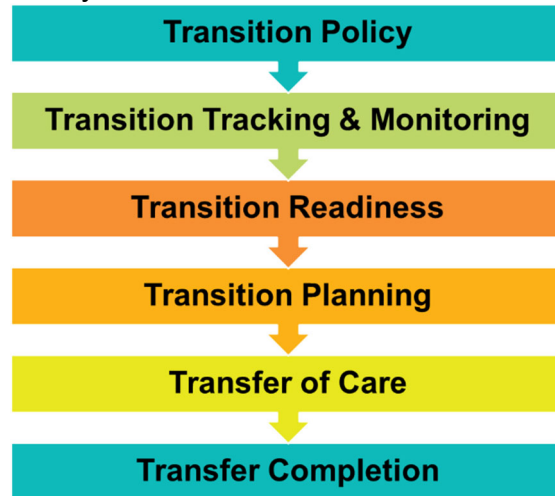 Transition Policy
Transition Tracking & Monitoring
Transition Readiness
Transition Planning
Transfer of Care
Transfer Completion